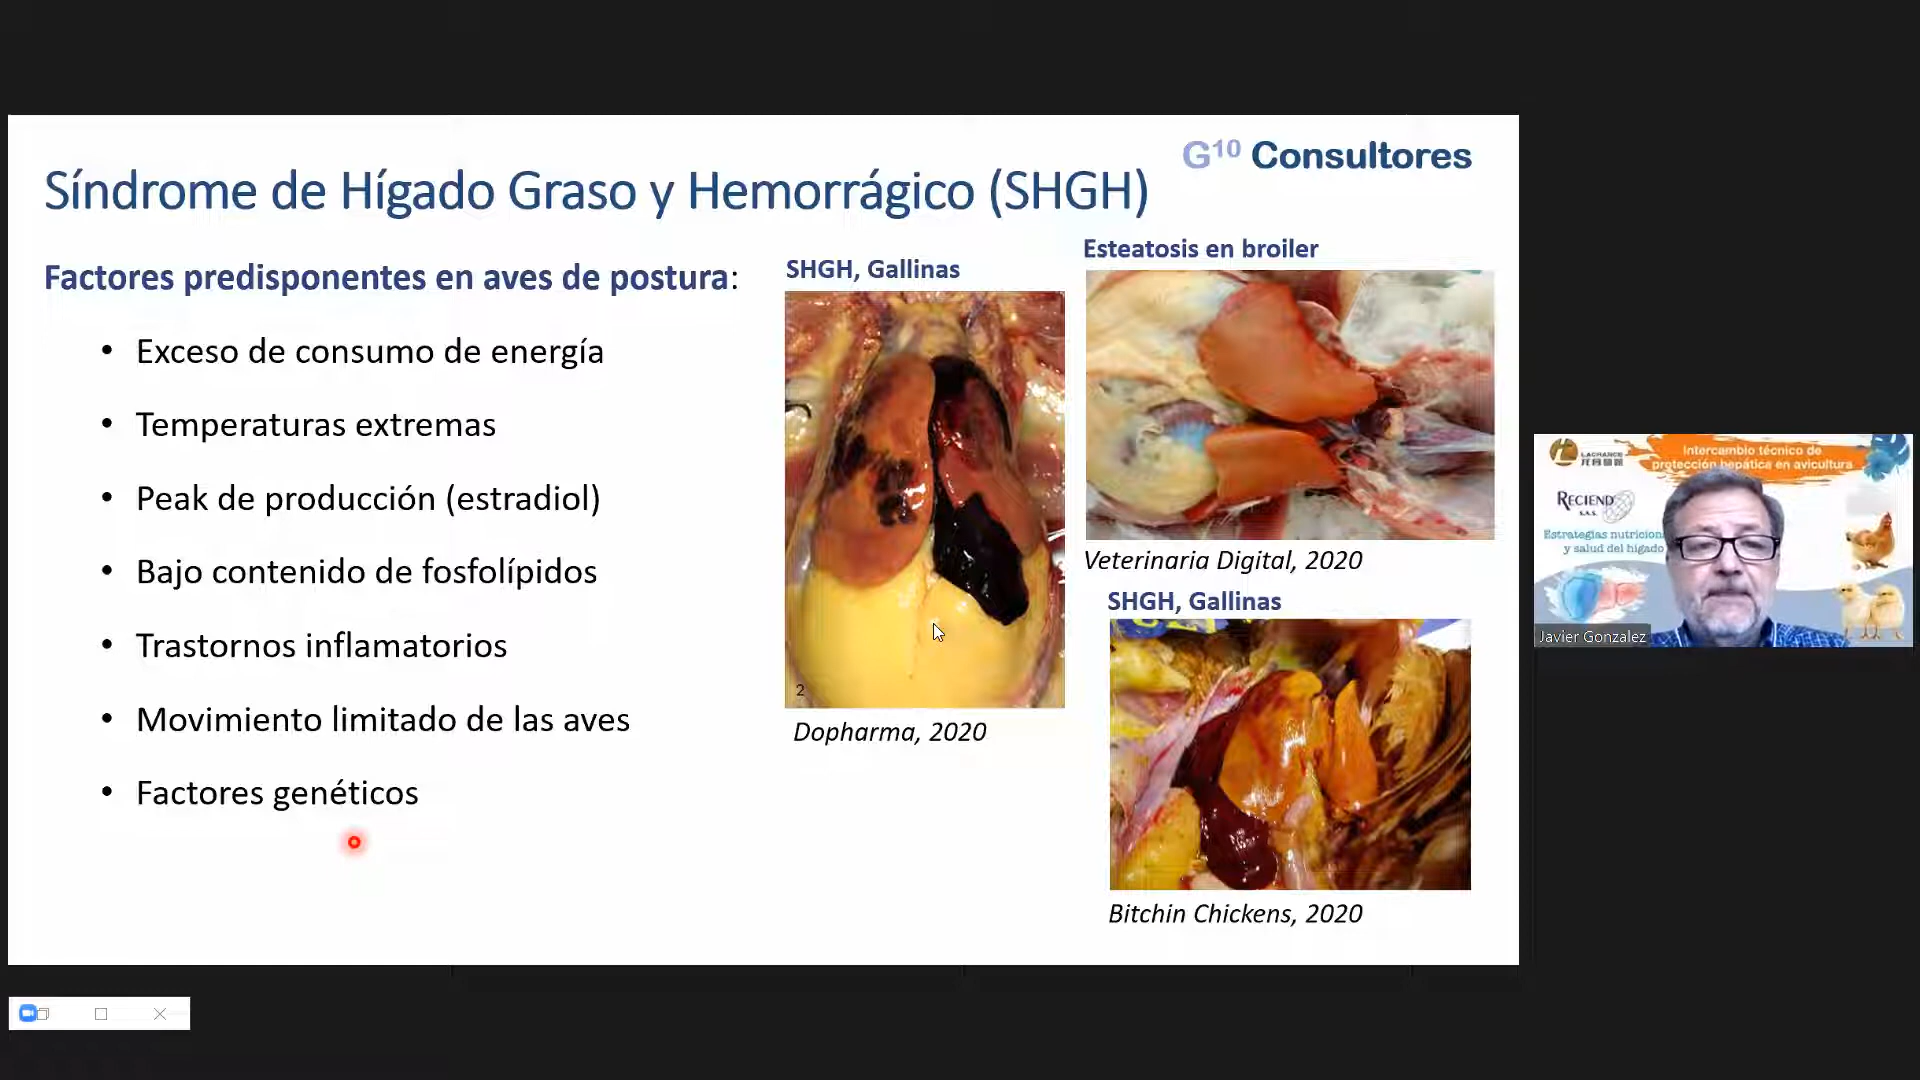 G10 Consultores
Síndrome de Hígado Graso y Hemorrágico (SHGH)
Factores predisponentes en aves de postura:
• Exceso de consumo de energía
• Temperaturas extremas
• Peak de producción (estradiol)
• Bajo contenido de fosfolípidos
• Trastornos inflamatorios
• Movimiento limitado de las aves
• Factores genéticos
SHGH, Gallinas
2
Dopharma, 2020
Esteatosis en broiler
Veterinaria Digital, 2020
SHGH, Gallinas
Bitchin Chickens, 2020
LACHANCE
Intercambio técnico de
protección hepática en avicultura
RECIEND
S.A.S.
Estrategias
y salud del hígado
Javier Gonzalez